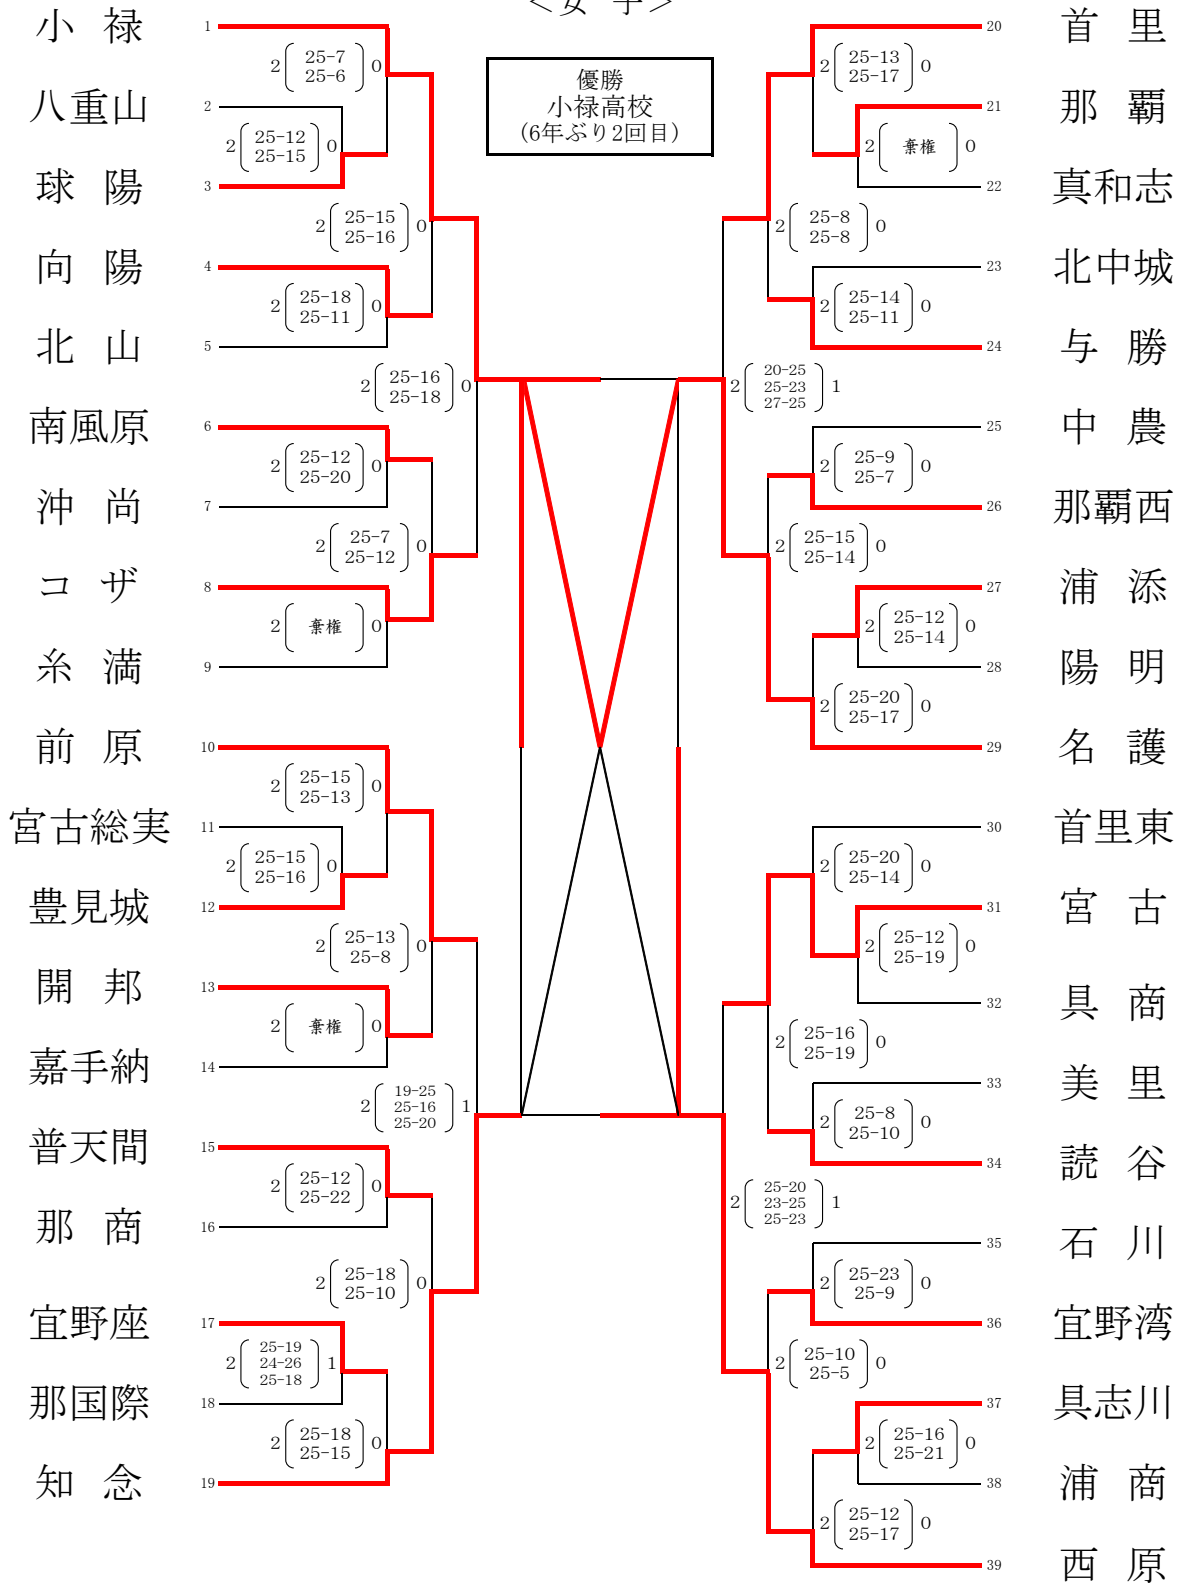 ＜女 子＞
優勝
小禄高校
(6年ぶり2回目)
小 禄 1
2 25-7 0
25-6
八重山 2
2 25-12 0
25-15
球 陽 3
2 25-15 0
25-16
向 陽 4
2 25-18 0
25-11
北 山 5
2 25-16 0
25-18
南風原 6
2 25-12 0
25-20
沖 尚 7
2 25-7 0
25-12
コ ザ 8
2 棄権 0
糸 満 9
前 原 10
2 25-15 0
25-13
宮古総実 11
2 25-15 0
25-16
豊見城 12
2 25-13 0
25-8
開 邦 13
2 棄権 0
嘉手納 14
19-25
2 25-16 1
25-20
普天間 15
2 25-12 0
25-22
那 商 16
2 25-18 0
25-10
宜野座 17
25-19
2 24-26 1
25-18
那国際 18
2 25-18 0
25-15
知 念 19
20 首 里
2 25-13 0
25-17
21 那 覇
2 棄権 0
22 真和志
2 25-8 0
25-8
23 北中城
2 25-14 0
25-11
24 与 勝
20-25
2 25-23 1
27-25
25 中 農
2 25-9 0
25-7
26 那覇西
2 25-15 0
25-14
27 浦 添
2 25-12 0
25-14
28 陽 明
2 25-20 0
25-17
29 名 護
30 首里東
2 25-20 0
25-14
31 宮 古
2 25-12 0
25-19
32 具 商
2 25-16 0
25-19
33 美 里
2 25-8 0
25-10
34 読 谷
25-20
2 23-25 1
25-23
35 石 川
2 25-23 0
25-9
36 宜野湾
2 25-10 0
25-5
37 具志川
2 25-16 0
25-21
38 浦 商
2 25-12 0
25-17
39 西 原